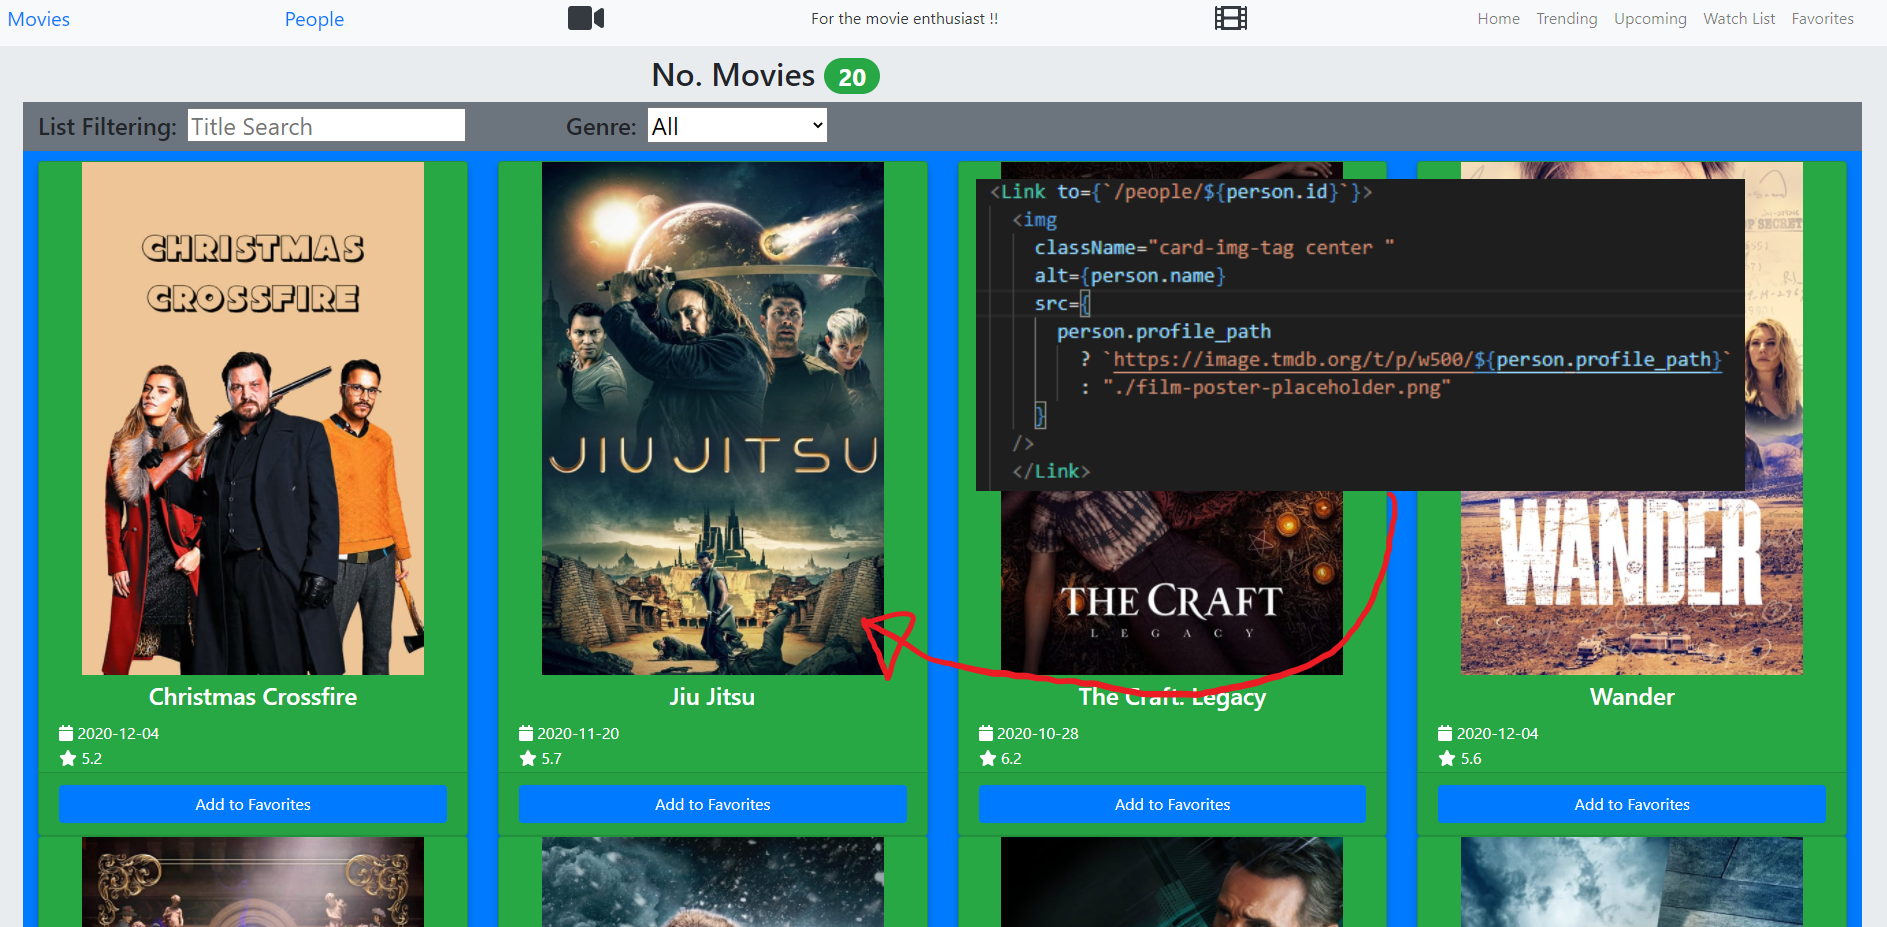 Movies People For the movie enthusiast !! Home Trending Upcoming Watch List Favorites
No. Movies 20
List Filtering: Title Search Genre: All
CHRISTMAS
CROSSFIRE
JIU JITSU
<Link to={`/people/${person.id}`}>
<img
className="card-img-tag center "
alt={person.name}
src={
person.profile_path
? `https://image.tmdb.org/t/p/w500/${person.profile_path}`
: "./film-poster-placeholder.png"
}
/>
</Link>
THE CRAFT
LEGACY
SECRET
WANDER
Christmas Crossfire
2020-12-04
5.2
Add to Favorites
Jiu Jitsu
2020-11-20
5.7
Add to Favorites
The Craft: Legacy
2020-10-28
6.2
Add to Favorites
Wander
2020-12-04
5.6
Add to Favorites